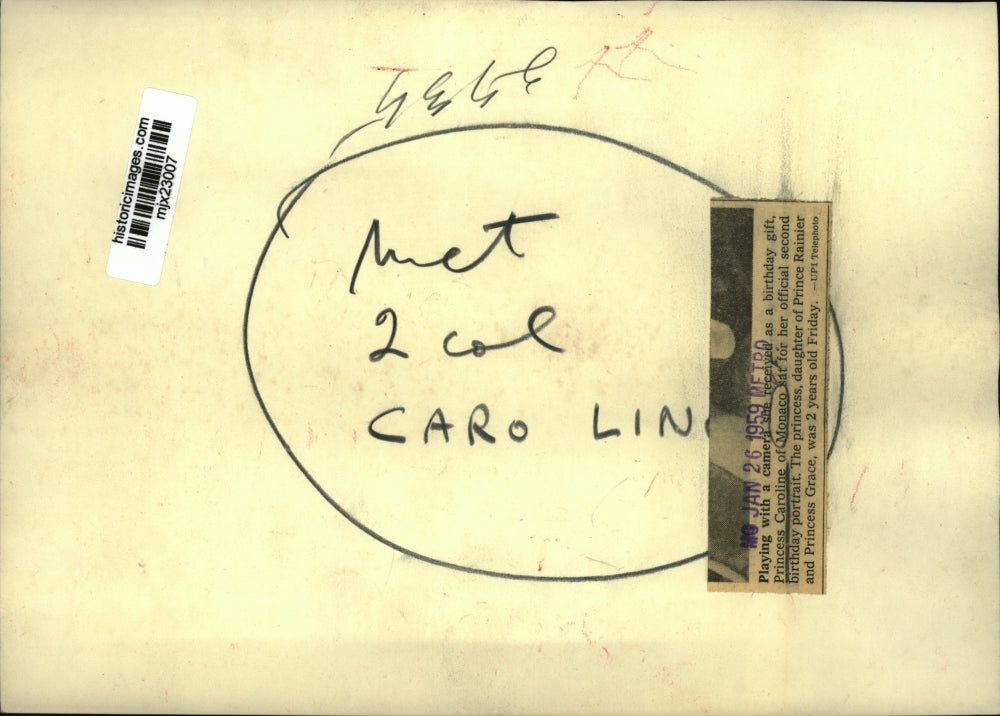 historicimages.com
mjx23007
Met
2 col
CARO LIN
MG JAN 26 1959 METRO
Playing with a camera she received as a birthday gift,
Princess Caroline of Monaco sat for her official second
birthday portrait. The princess, daughter of Prince Rainier
and Princess Grace, was 2 years old Friday. —UPI Telephoto